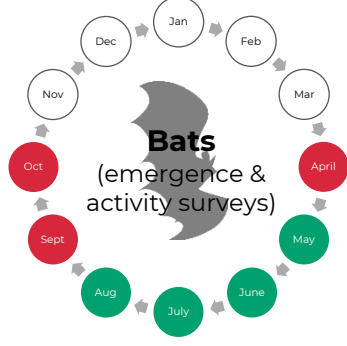 Jan
Feb
Mar
April
May
June
July
Aug
Sept
Oct
Nov
Dec
Bats
(emergence &
activity surveys)